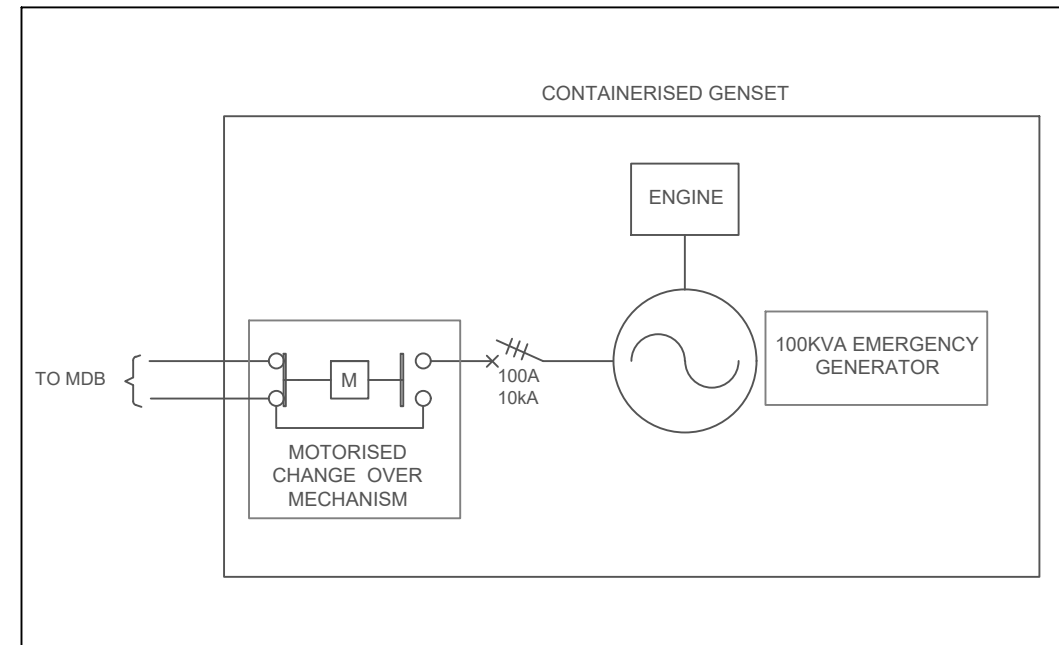 CONTAINERISED GENSET
ENGINE
100KVA EMERGENCY
GENERATOR
TO MDB
M
100A
10kA
MOTORISED
CHANGE OVER
MECHANISM